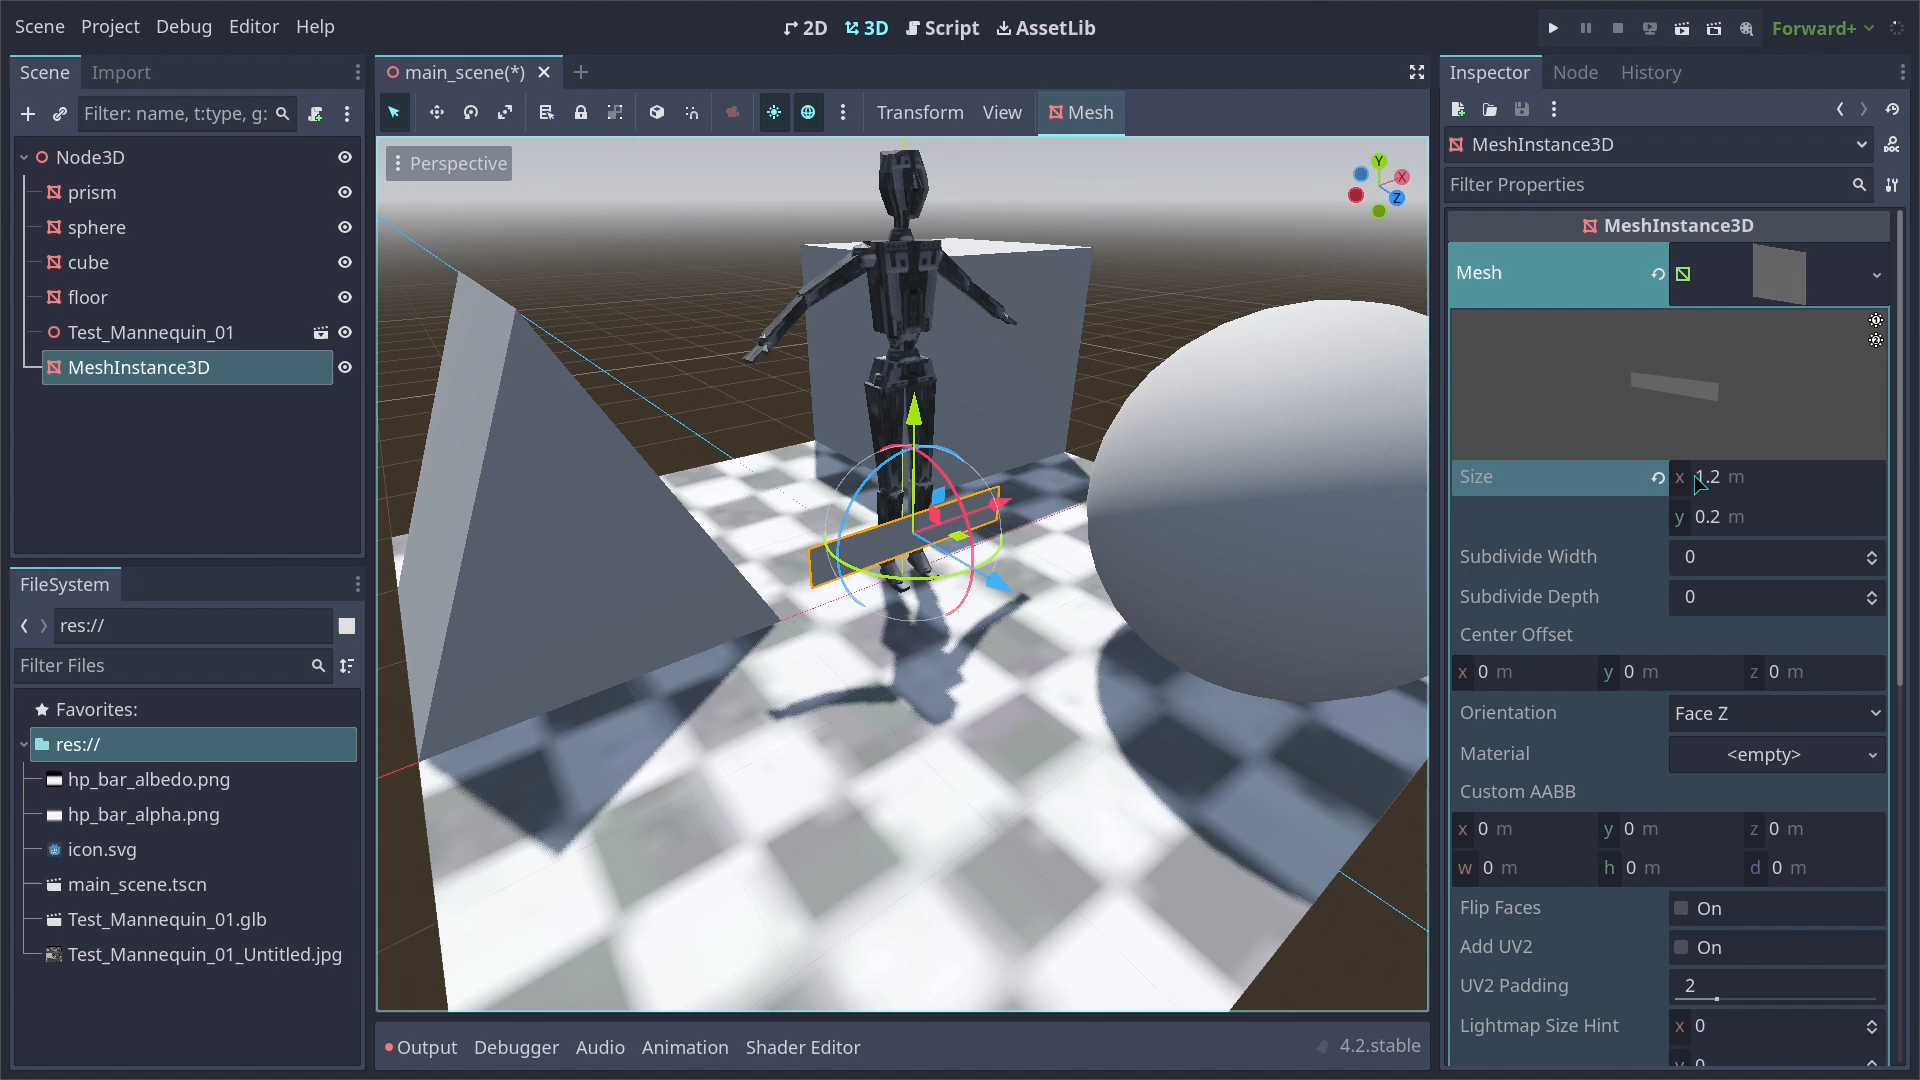 Scene Project Debug Editor Help
2D 3D Script AssetLib
Forward+
Scene Import
Filter: name, t:type, g:
Node3D
prism
sphere
cube
floor
Test_Mannequin_01
MeshInstance3D
FileSystem
res://
Filter Files
Favorites:
res://
hp_bar_albedo.png
hp_bar_alpha.png
icon.svg
main_scene.tscn
Test_Mannequin_01.glb
Test_Mannequin_01_Untitled.jpg
main_scene(*)
Transform View Mesh
Perspective
Y
X
Z
Output Debugger Audio Animation Shader Editor
4.2.stable
Inspector Node History
MeshInstance3D
Filter Properties
MeshInstance3D
Mesh
Size x 1.2 m
y 0.2 m
Subdivide Width 0
Subdivide Depth 0
Center Offset
x 0 m y 0 m z 0 m
Orientation Face Z
Material <empty>
Custom AABB
x 0 m y 0 m z 0 m
w 0 m h 0 m d 0 m
Flip Faces On
Add UV2 On
UV2 Padding 2
Lightmap Size Hint x 0